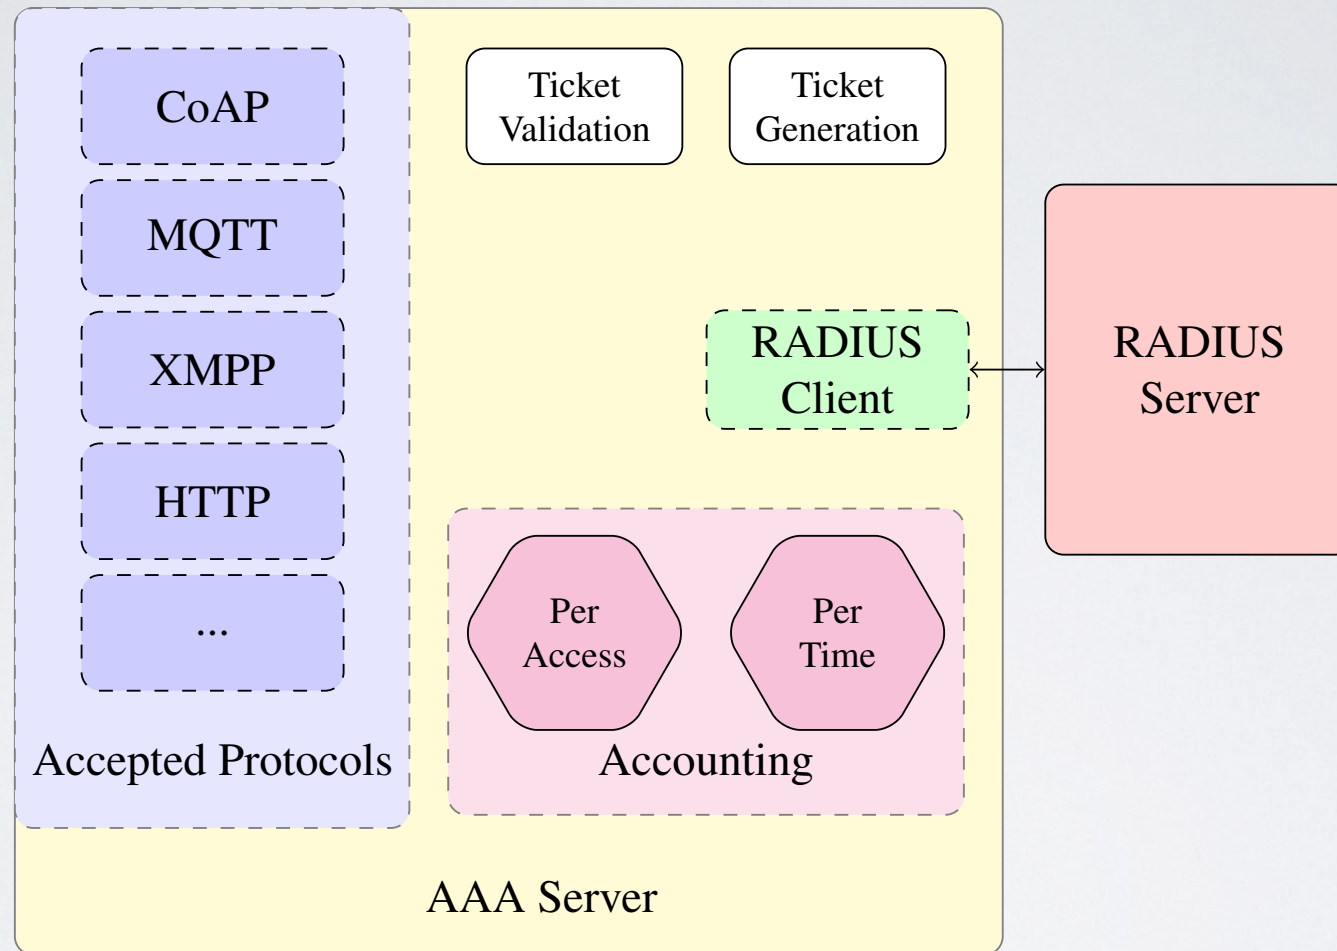 CoAP
MQTT
XMPP
HTTP
...
Accepted Protocols
Ticket
Validation
Ticket
Generation
RADIUS
Client
RADIUS
Server
Per
Access
Per
Time
Accounting
AAA Server